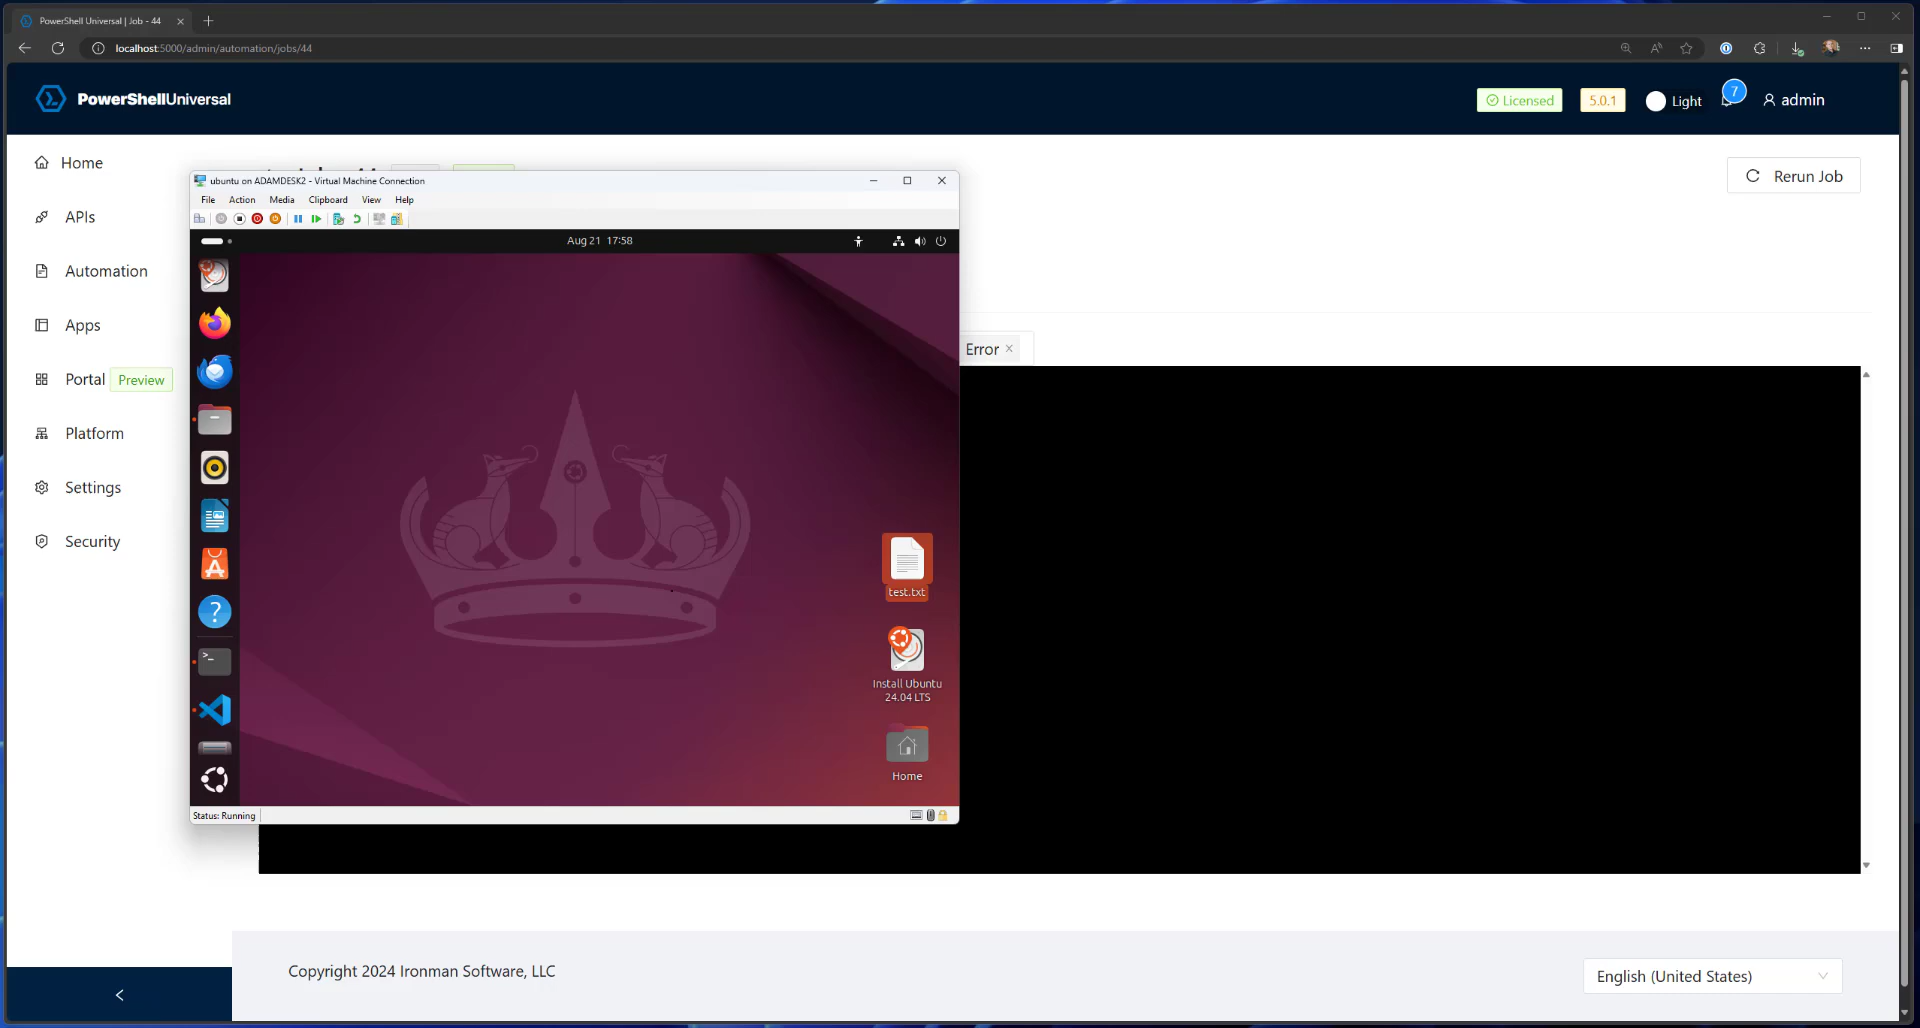 PowerShell Universal | Job - 44
localhost:5000/admin/automation/jobs/44
PowerShellUniversal
Licensed
5.0.1
Light
7
admin
Home
APIs
Automation
Apps
Portal Preview
Platform
Settings
Security
Rerun Job
ubuntu on ADAMDESK2 - Virtual Machine Connection
File Action Media Clipboard View Help
Aug 21 17:58
test.txt
Install Ubuntu
24.04 LTS
Home
Status: Running
Error
Copyright 2024 Ironman Software, LLC
English (United States)